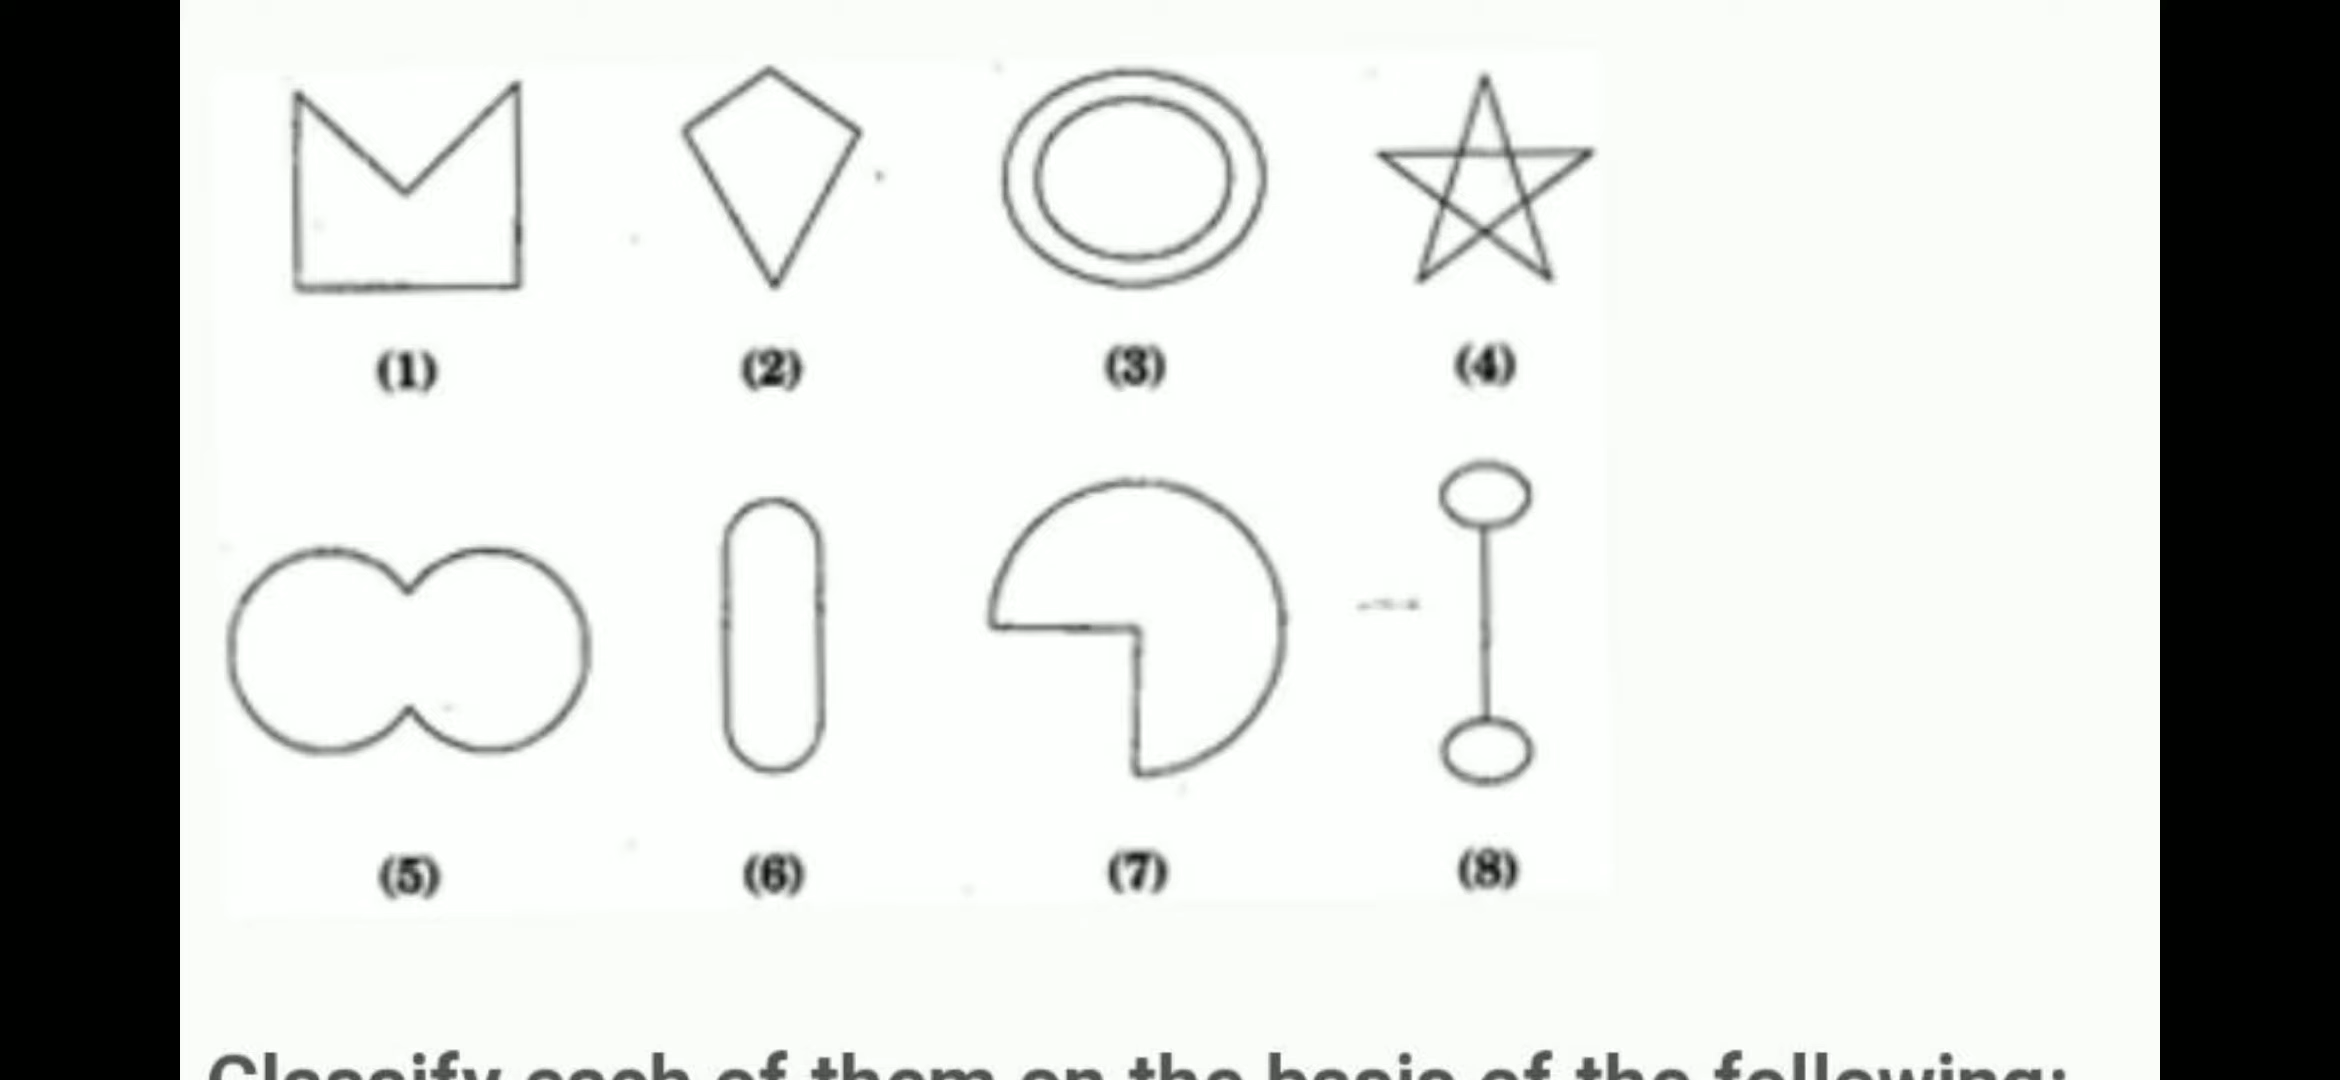 (1) (2) (3) (4)
(5) (6) (7) (8)
Classify each of them on the basis of the following: